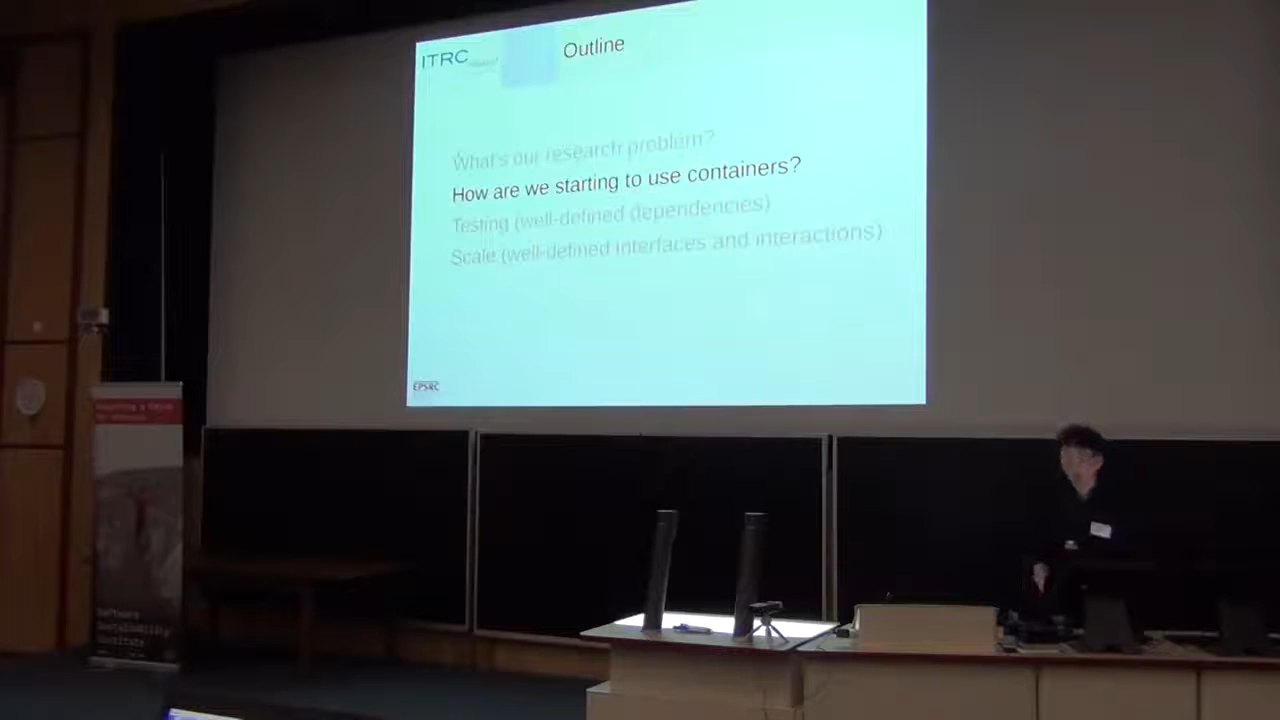 ITRC
Outline
What's our research problem?
How are we starting to use containers?
Testing (well-defined dependencies)
Scale (well-defined interfaces and interactions)
EPSRC
Software
Sustainability
Institute